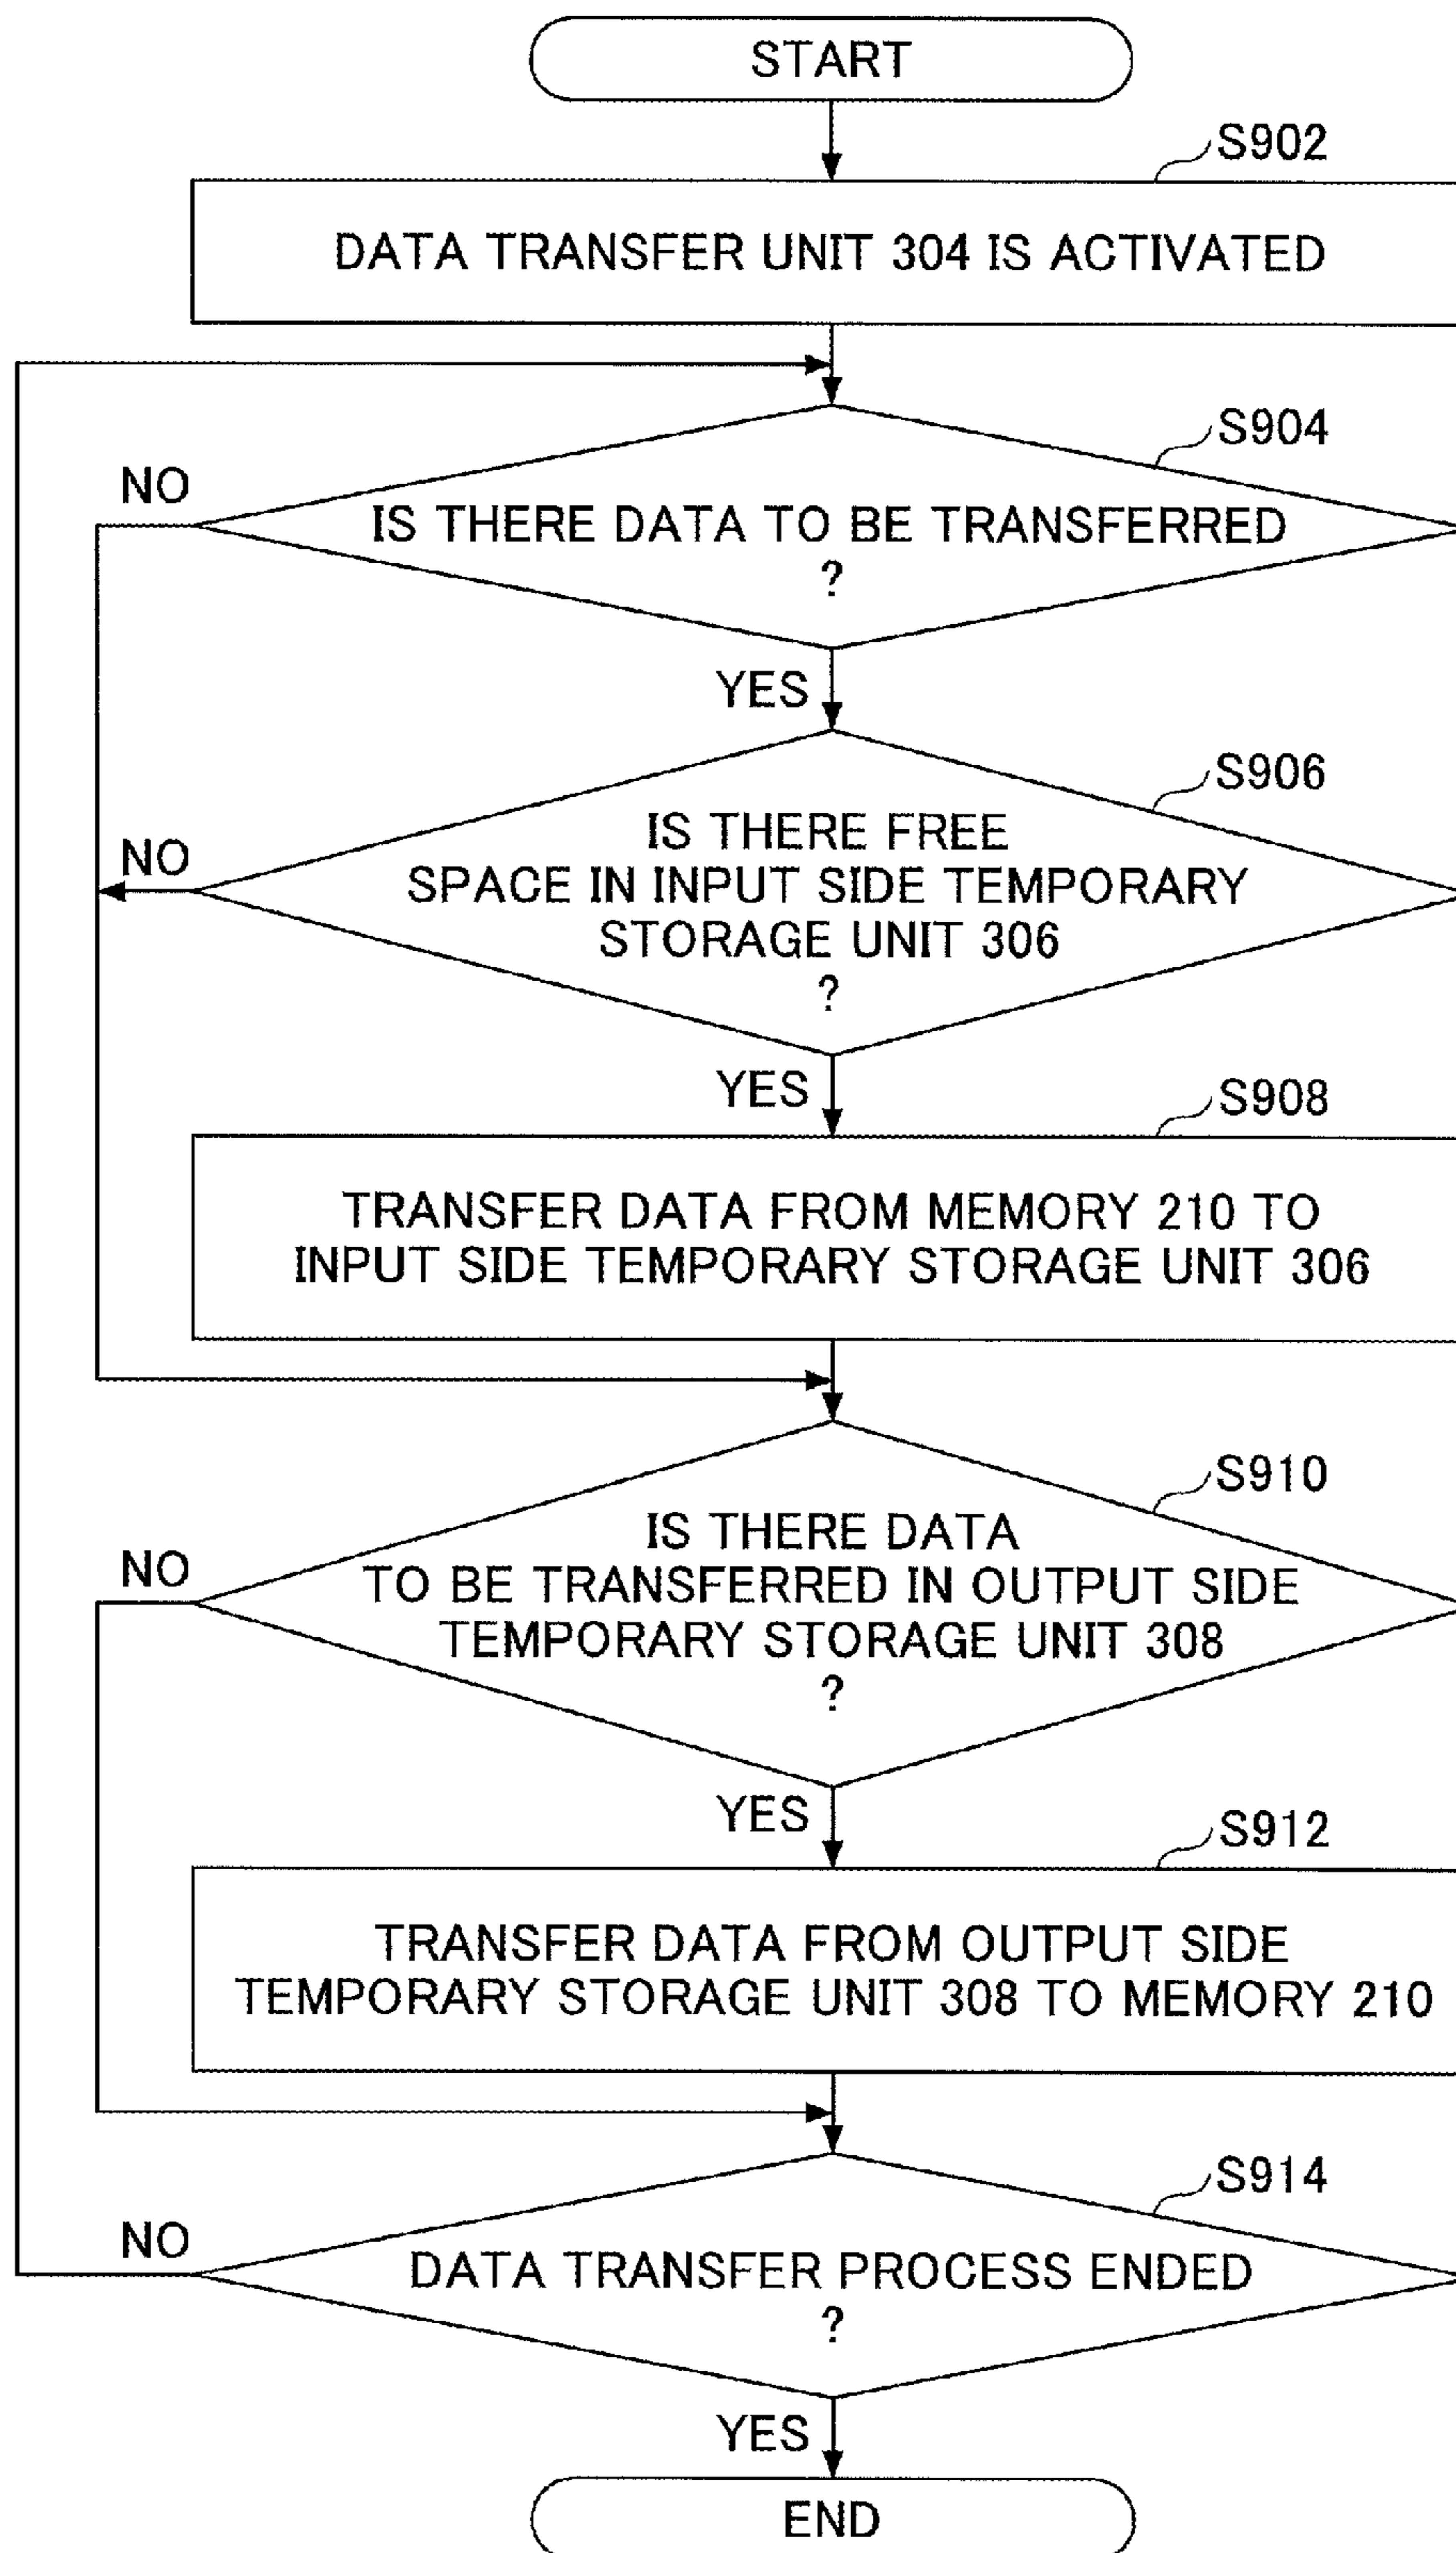 START
S902
DATA TRANSFER UNIT 304 IS ACTIVATED
S904
NO
IS THERE DATA TO BE TRANSFERRED
?
YES
S906
IS THERE FREE
NO
SPACE IN INPUT SIDE TEMPORARY
STORAGE UNIT 306
?
YES
S908
TRANSFER DATA FROM MEMORY 210 TO
INPUT SIDE TEMPORARY STORAGE UNIT 306
S910
IS THERE DATA
NO
TO BE TRANSFERRED IN OUTPUT SIDE
TEMPORARY STORAGE UNIT 308
?
YES
S912
TRANSFER DATA FROM OUTPUT SIDE
TEMPORARY STORAGE UNIT 308 TO MEMORY 210
S914
NO
DATA TRANSFER PROCESS ENDED
?
YES
END